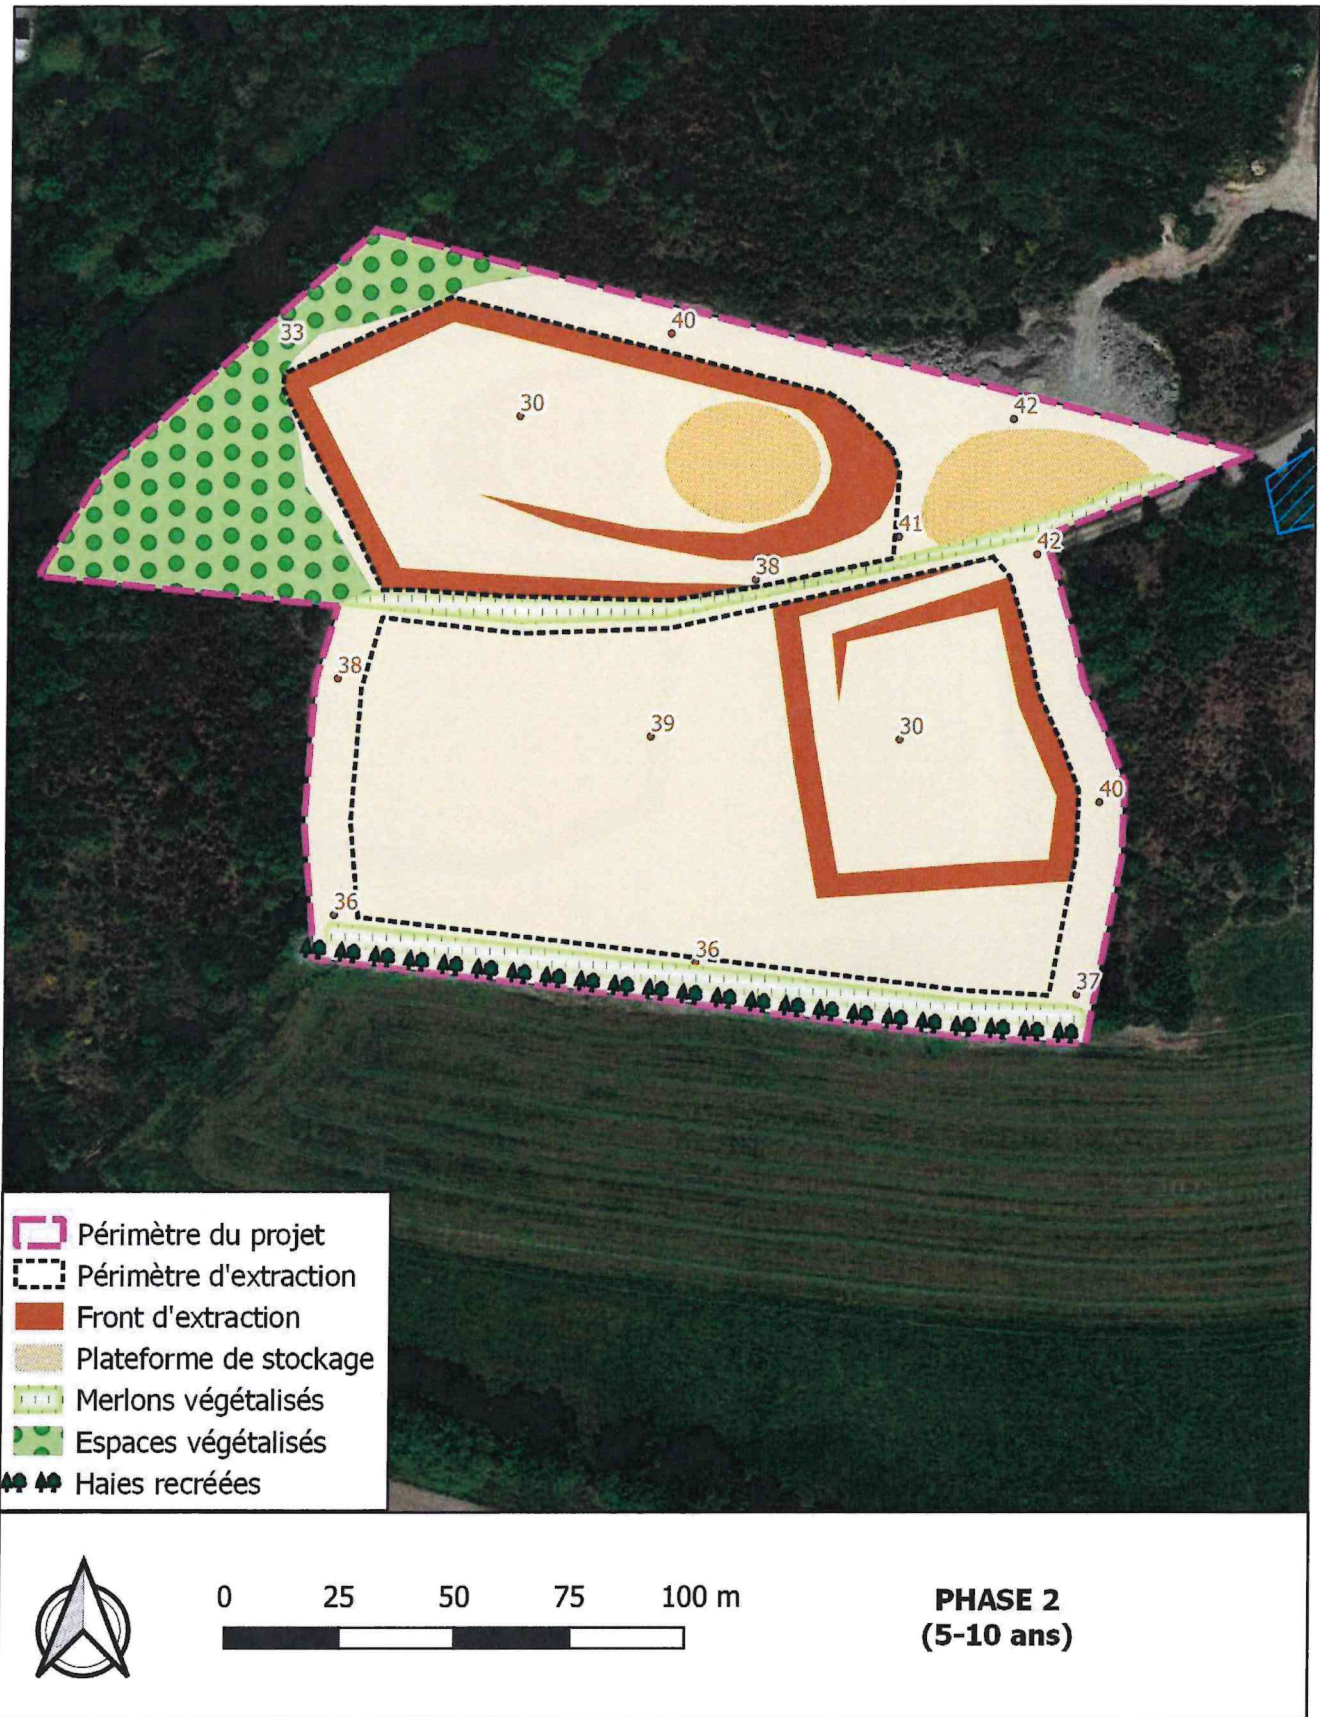 40
33
42
30
41
42
38
38
39
30
40
36
36
37
Périmètre du projet
Périmètre d'extraction
Front d'extraction
Plateforme de stockage
Merlons végétalisés
Espaces végétalisés
Haies recréées
0 25 50 75 100 m
PHASE 2
(5-10 ans)